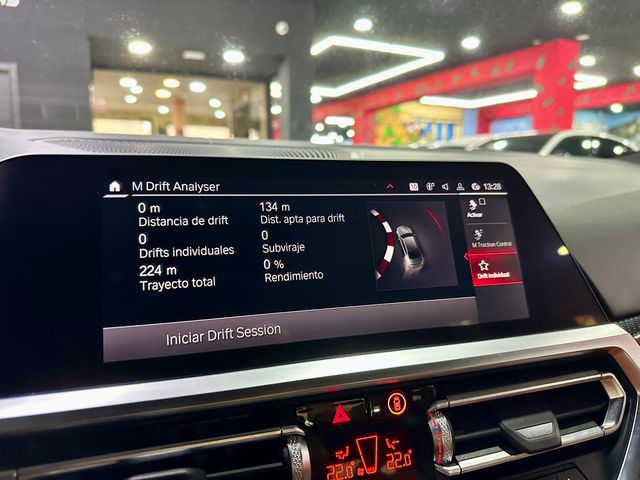 M Drift Analyser
13:28
0 m
Distancia de drift
134 m
Dist. apta para drift
0
Drifts individuales
0
Subviraje
224 m
Trayecto total
0 %
Rendimiento
Activar
M Traction Control
Drift individual
Iniciar Drift Session
22.0
22.0